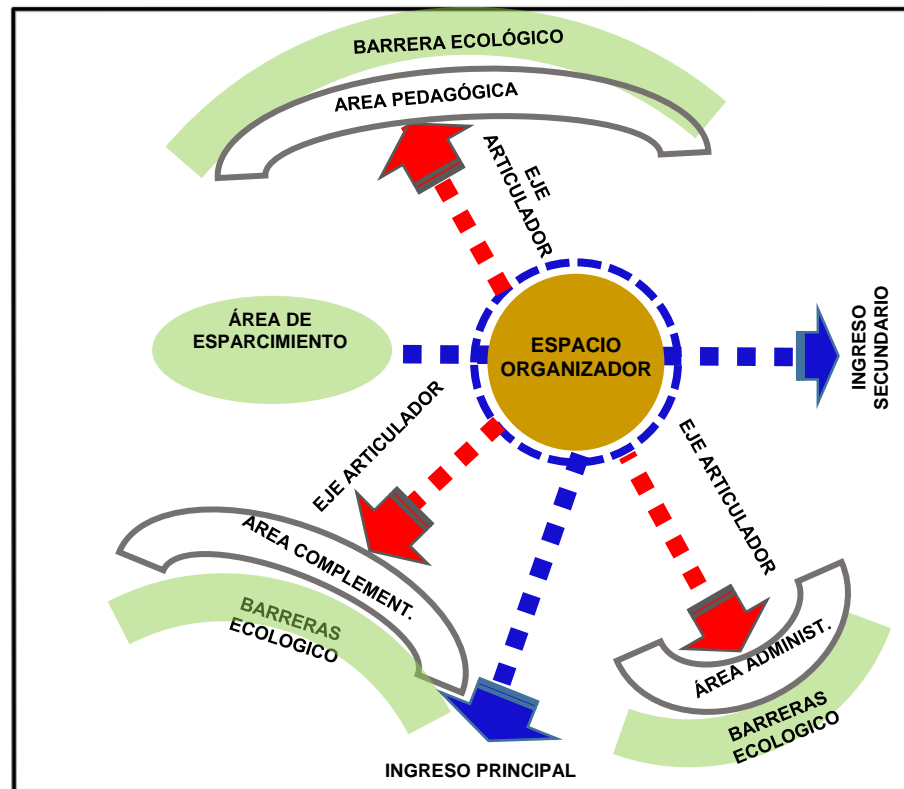 BARRERA ECOLÓGICO
AREA PEDAGÓGICA
EJE
ARTICULADOR
ÁREA DE
ESPARCIMIENTO
ESPACIO
ORGANIZADOR
INGRESO
SECUNDARIO
EJE ARTICULADOR
EJE ARTICULADOR
AREA COMPLEMENT.
BARRERAS
ECOLOGICO
ÁREA ADMINIST.
BARRERAS
ECOLOGICO
INGRESO PRINCIPAL